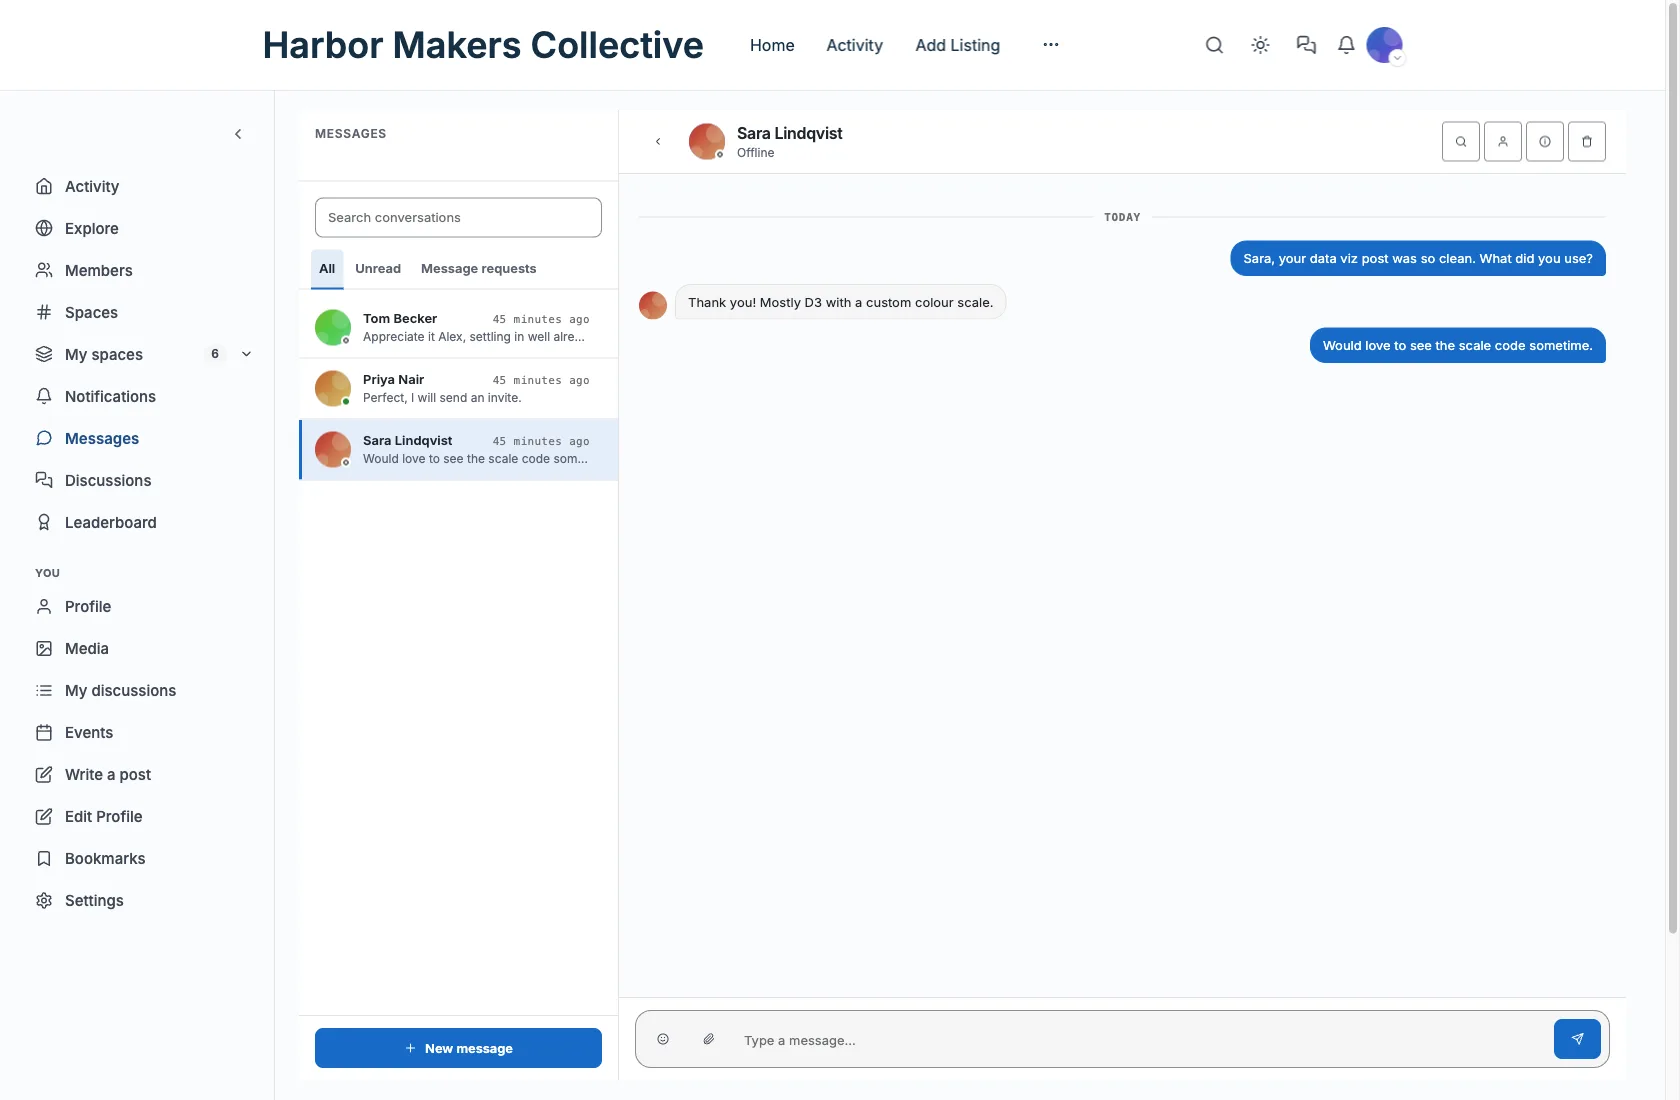 Harbor Makers Collective
Home
Activity
Add Listing
Activity
Explore
Members
Spaces
My spaces 6
Notifications
Messages
Discussions
Leaderboard
YOU
Profile
Media
My discussions
Events
Write a post
Edit Profile
Bookmarks
Settings
MESSAGES
Search conversations
All
Unread
Message requests
Tom Becker 45 minutes ago
Appreciate it Alex, settling in well alre...
Priya Nair 45 minutes ago
Perfect, I will send an invite.
Sara Lindqvist 45 minutes ago
Would love to see the scale code som...
+ New message
Sara Lindqvist
Offline
TODAY
Sara, your data viz post was so clean. What did you use?
Thank you! Mostly D3 with a custom colour scale.
Would love to see the scale code sometime.
Type a message...